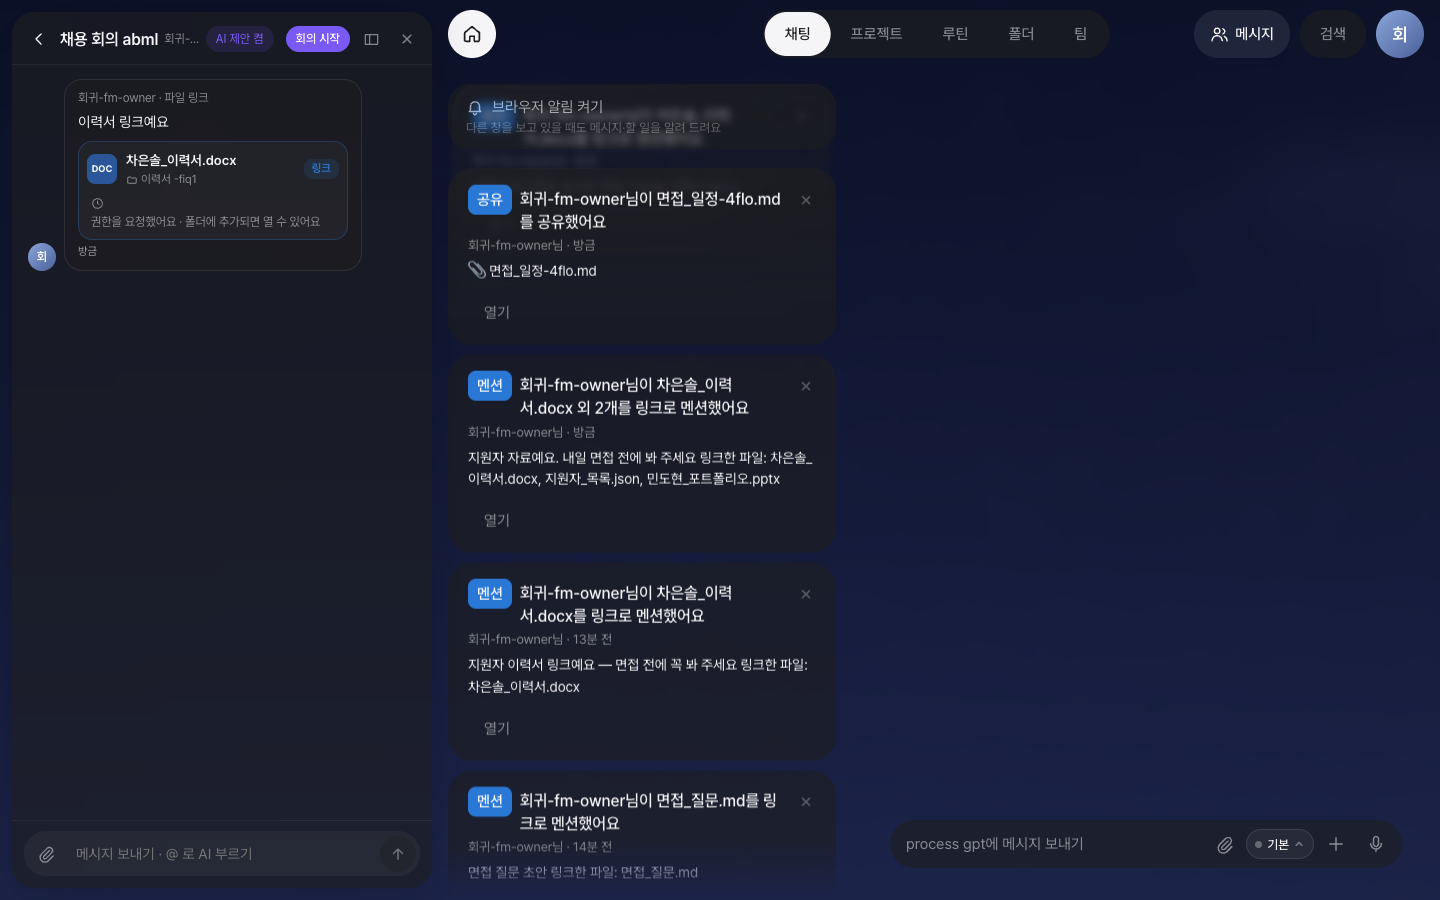 채용 회의 abml 회귀-... AI 제안 켬 회의 시작
회귀-fm-owner · 파일 링크
이력서 링크예요
DOC 차은솔_이력서.docx 링크
이력서 -fiq1
권한을 요청했어요 · 폴더에 추가되면 열 수 있어요
회 방금
메시지 보내기 · @ 로 AI 부르기
채팅 프로젝트 루틴 폴더 팀 메시지 검색 회
브라우저 알림 켜기
다른 창을 보고 있을 때도 메시지·할 일을 알려 드려요
공유 회귀-fm-owner님이 면접_일정-4flo.md
를 공유했어요
회귀-fm-owner님 · 방금
면접_일정-4flo.md
열기
멘션 회귀-fm-owner님이 차은솔_이력
서.docx 외 2개를 링크로 멘션했어요
회귀-fm-owner님 · 방금
지원자 자료예요. 내일 면접 전에 봐 주세요 링크한 파일: 차은솔_
이력서.docx, 지원자_목록.json, 민도현_포트폴리오.pptx
열기
멘션 회귀-fm-owner님이 차은솔_이력
서.docx를 링크로 멘션했어요
회귀-fm-owner님 · 13분 전
지원자 이력서 링크예요 — 면접 전에 꼭 봐 주세요 링크한 파일:
차은솔_이력서.docx
열기
멘션 회귀-fm-owner님이 면접_질문.md를 링
크로 멘션했어요
회귀-fm-owner님 · 14분 전
면접 질문 초안 링크한 파일: 면접_질문.md
process gpt에 메시지 보내기 기본